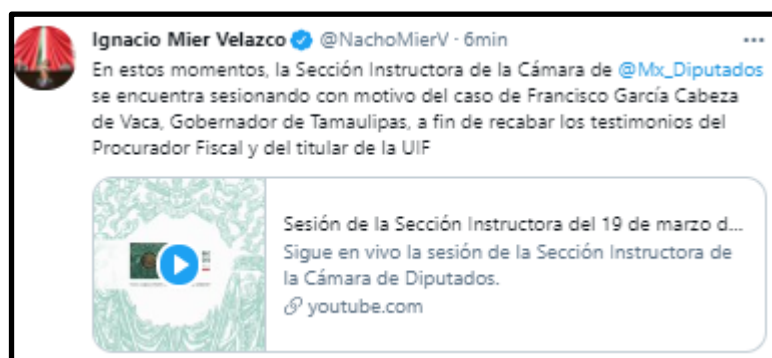 Ignacio Mier Velazco @NachoMierV · 6min
En estos momentos, la Sección Instructora de la Cámara de @Mx_Diputados
se encuentra sesionando con motivo del caso de Francisco García Cabeza
de Vaca, Gobernador de Tamaulipas, a fin de recabar los testimonios del
Procurador Fiscal y del titular de la UIF
Sesión de la Sección Instructora del 19 de marzo d...
Sigue en vivo la sesión de la Sección Instructora de
la Cámara de Diputados.
youtube.com